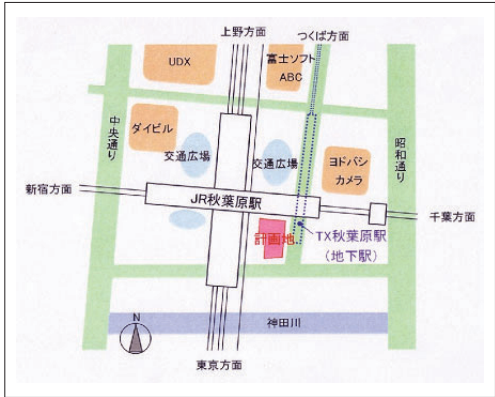 上野方面
つくば方面
UDX
富士ソフト
ABC
中央通り
ダイビル
交通広場
交通広場
ヨドバシ
カメラ
昭和通り
新宿方面
JR秋葉原駅
千葉方面
計画地
TX秋葉原駅
(地下駅)
N
神田川
東京方面